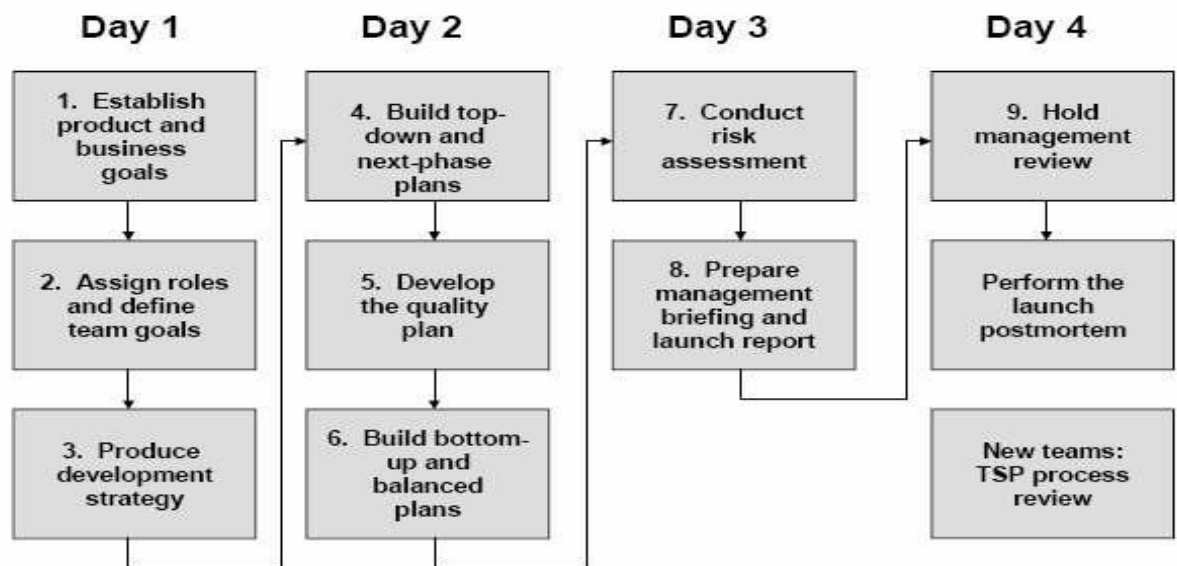 Day 1
1. Establish
product and
business
goals
2. Assign roles
and define
team goals
3. Produce
development
strategy
Day 2
4. Build top-
down and
next-phase
plans
5. Develop
the quality
plan
6. Build bottom-
up and
balanced
plans
Day 3
7. Conduct
risk
assessment
8. Prepare
management
briefing and
launch report
Day 4
9. Hold
management
review
Perform the
launch
postmortem
New teams:
TSP process
review